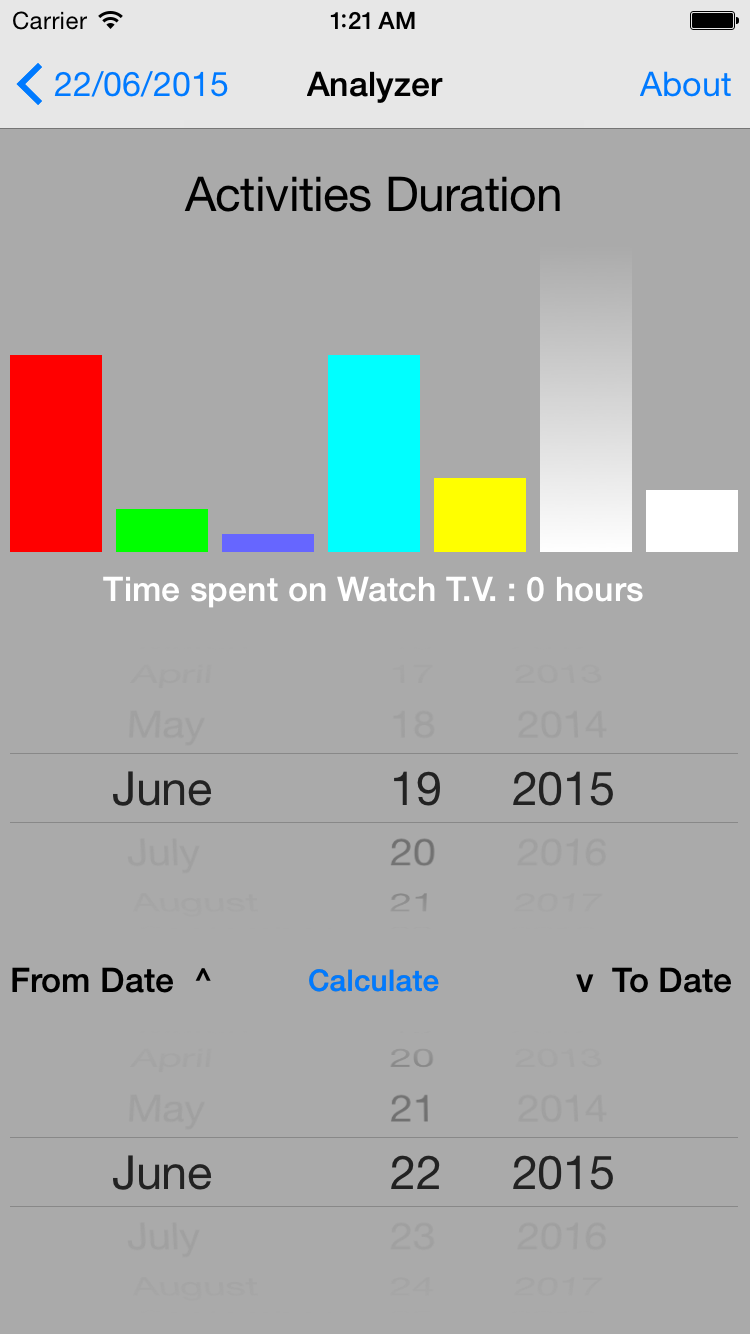 Carrier 1:21 AM
22/06/2015 Analyzer About
Activities Duration
Time spent on Watch T.V. : 0 hours
April 17 2013
May 18 2014
June 19 2015
July 20 2016
August 21 2017
From Date ^ Calculate v To Date
April 20 2013
May 21 2014
June 22 2015
July 23 2016
August 24 2017